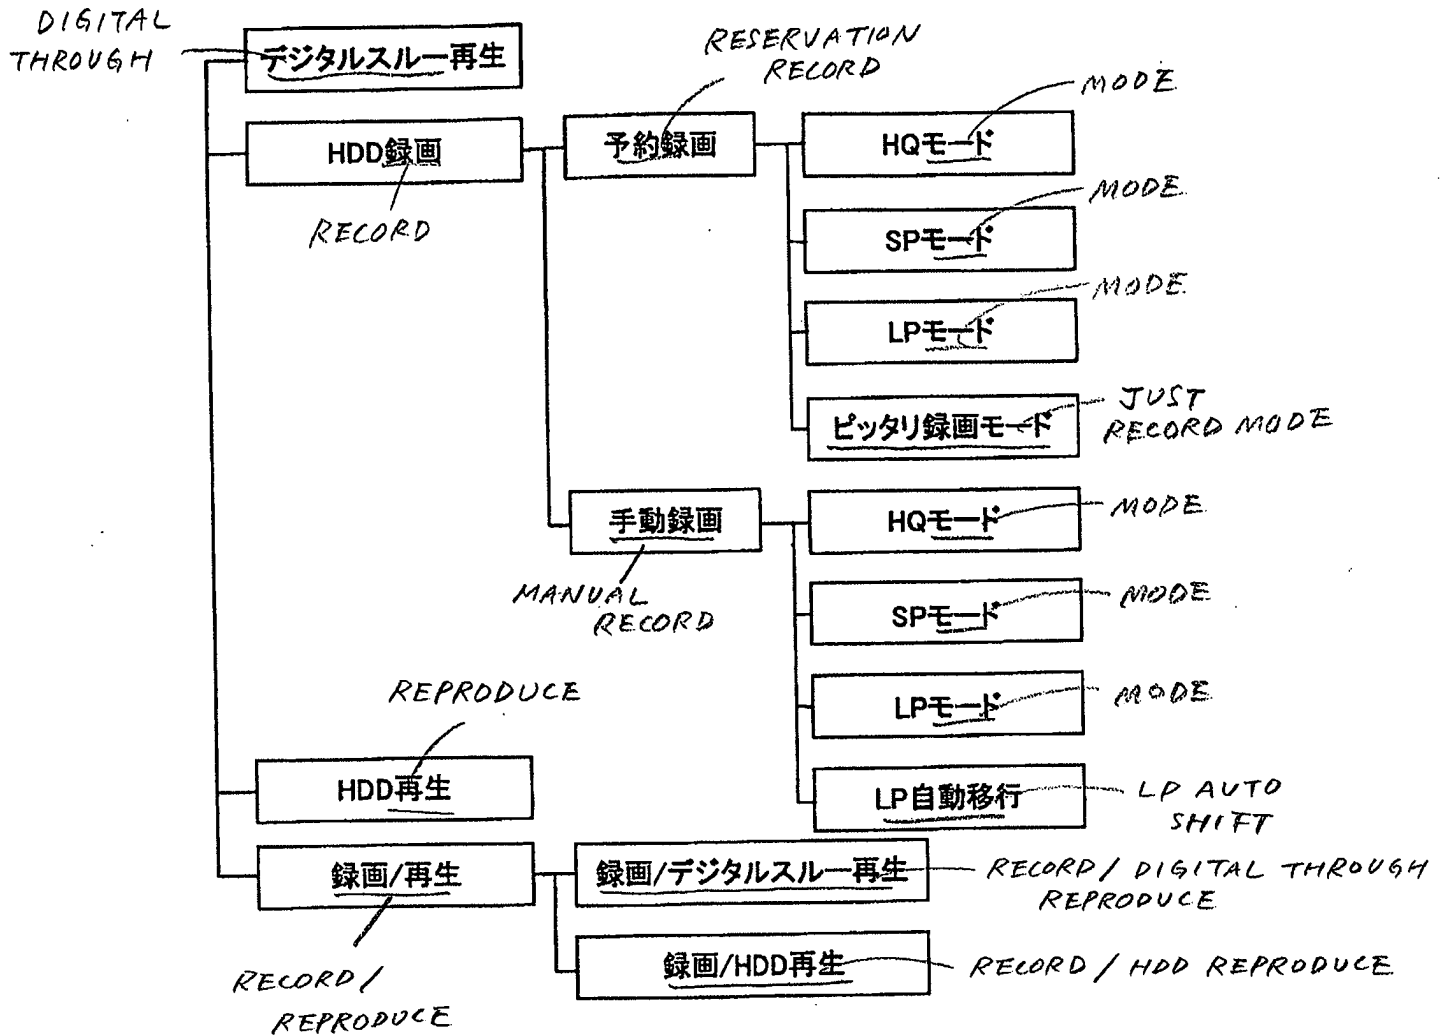 DIGITAL
THROUGH
デジタルスルー再生
RESERVATION
RECORD
MODE
HDD録画
予約録画
HQモード
RECORD
MODE
SPモード
MODE
LPモード
ピッタリ録画モード
JUST
RECORD MODE
手動録画
HQモード
MODE
MANUAL
RECORD
SPモード
MODE
REPRODUCE
LPモード
MODE
HDD再生
LP自動移行
LP AUTO
SHIFT
録画/再生
録画/デジタルスルー再生
RECORD / DIGITAL THROUGH
REPRODUCE
録画/HDD再生
RECORD / HDD REPRODUCE
RECORD /
REPRODUCE